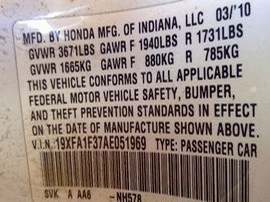 MFD. BY HONDA MFG. OF INDIANA, LLC 03/'10
GVWR 3671LBS GAWR F 1940LBS R 1731LBS
GVWR 1665KG GAWR F 880KG R 785KG
THIS VEHICLE CONFORMS TO ALL APPLICABLE
FEDERAL MOTOR VEHICLE SAFETY, BUMPER,
AND THEFT PREVENTION STANDARDS IN EFFECT
ON THE DATE OF MANUFACTURE SHOWN ABOVE.
V.I.N.: 19XFA1F37AE051969 TYPE: PASSENGER CAR
SVK A AA6 -NH578